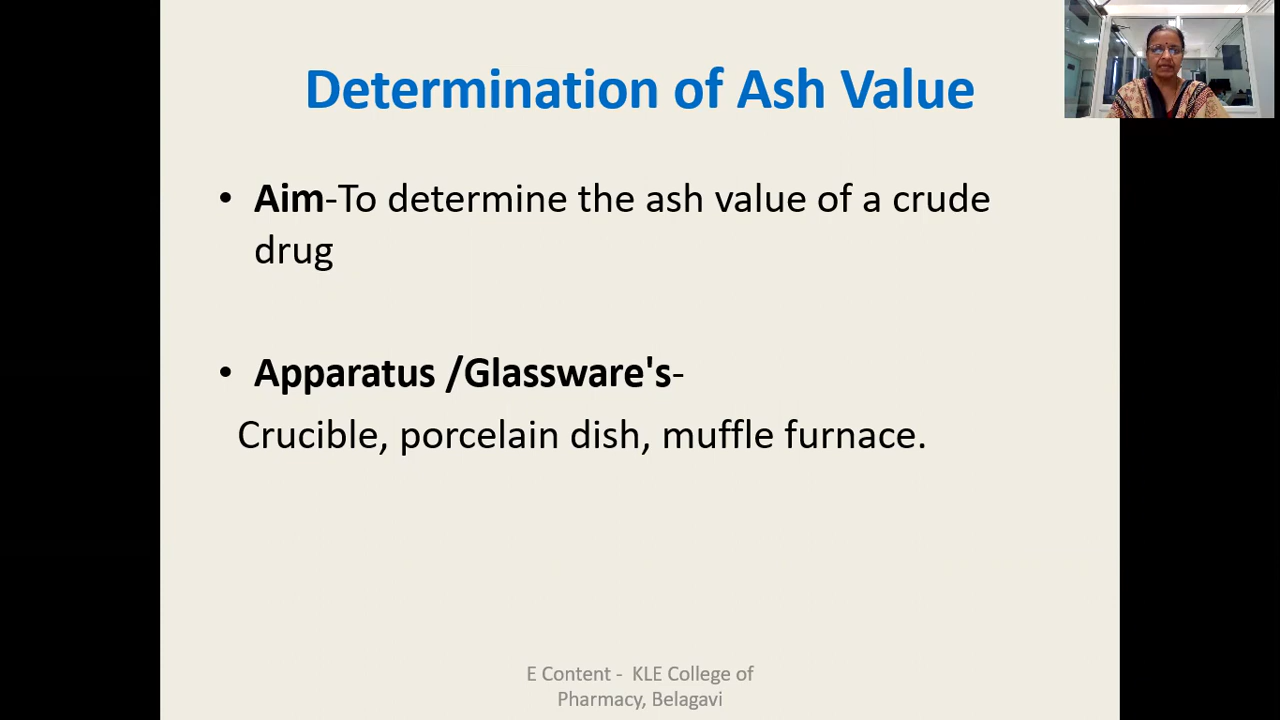 Determination of Ash Value
• Aim-To determine the ash value of a crude
drug
• Apparatus /Glassware's-
Crucible, porcelain dish, muffle furnace.
E Content -  KLE College of
Pharmacy, Belagavi